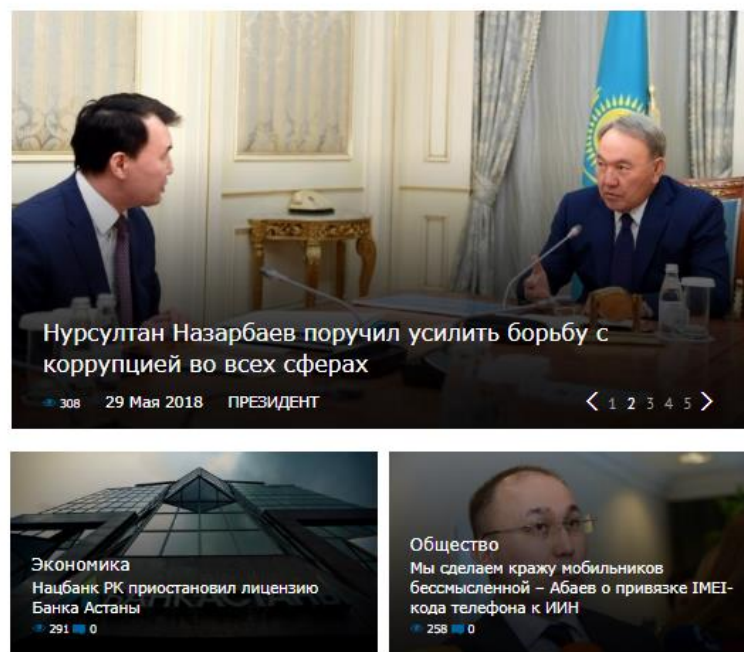 Нурсултан Назарбаев поручил усилить борьбу с
коррупцией во всех сферах
308 29 Мая 2018 ПРЕЗИДЕНТ
1 2 3 4 5
Экономика
Нацбанк РК приостановил лицензию
Банка Астаны
291 0
Общество
Мы сделаем кражу мобильников
бессмысленной – Абаев о привязке IMEI-
кода телефона к ИИН
258 0